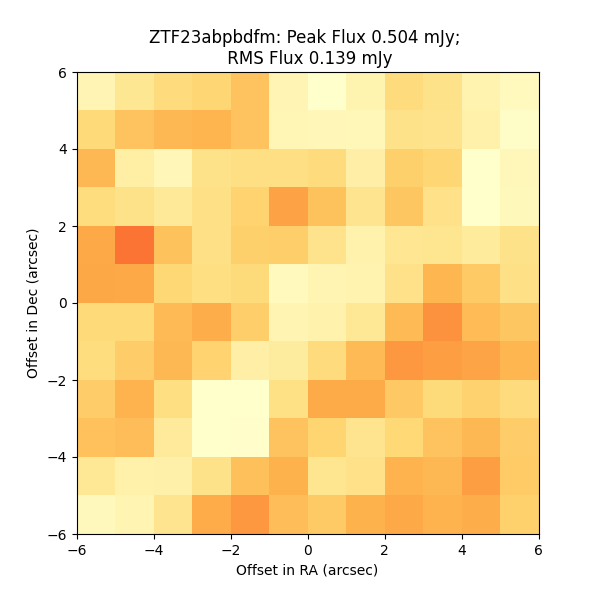 ZTF23abpbdfm: Peak Flux 0.504 mJy;
RMS Flux 0.139 mJy
6
4
2
0
−2
−4
−6
Offset in Dec (arcsec)
−6 −4 −2 0 2 4 6
Offset in RA (arcsec)